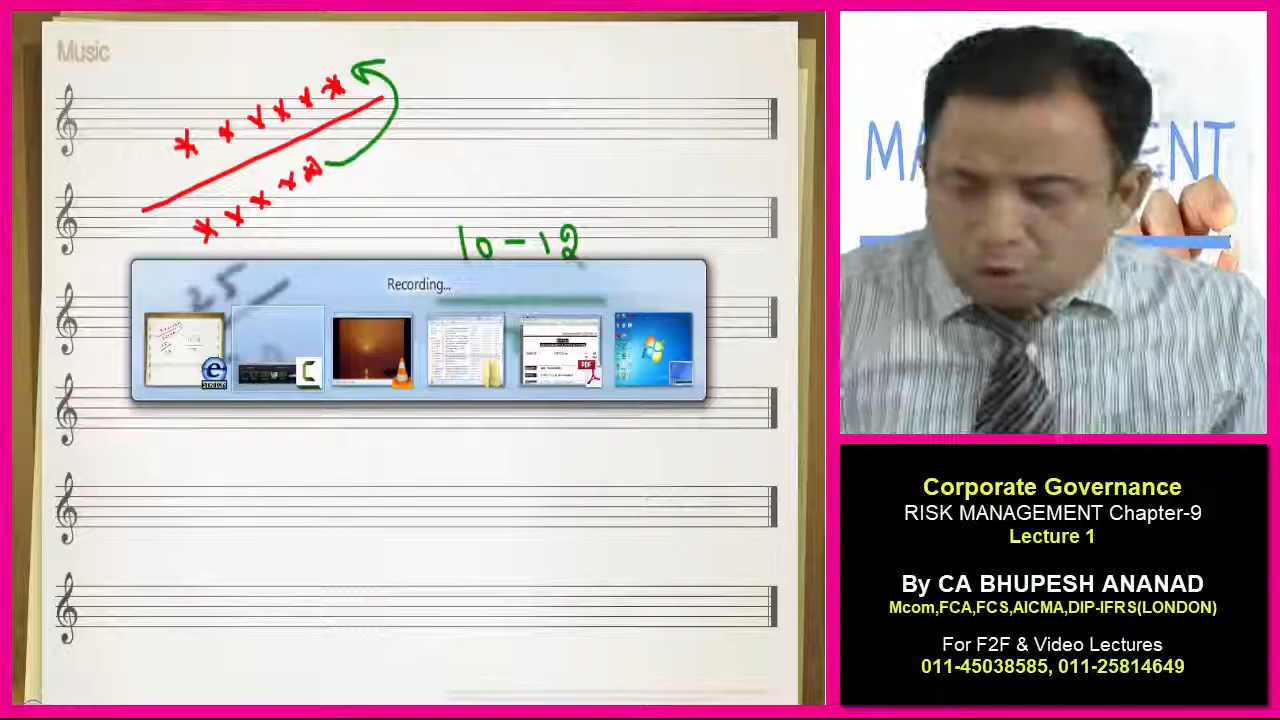 Music
10 - 12
25
Recording...
MA
ENT
Corporate Governance
RISK MANAGEMENT Chapter-9
Lecture 1
By CA BHUPESH ANANAD
Mcom,FCA,FCS,AICMA,DIP-IFRS(LONDON)
For F2F & Video Lectures
011-45038585, 011-25814649